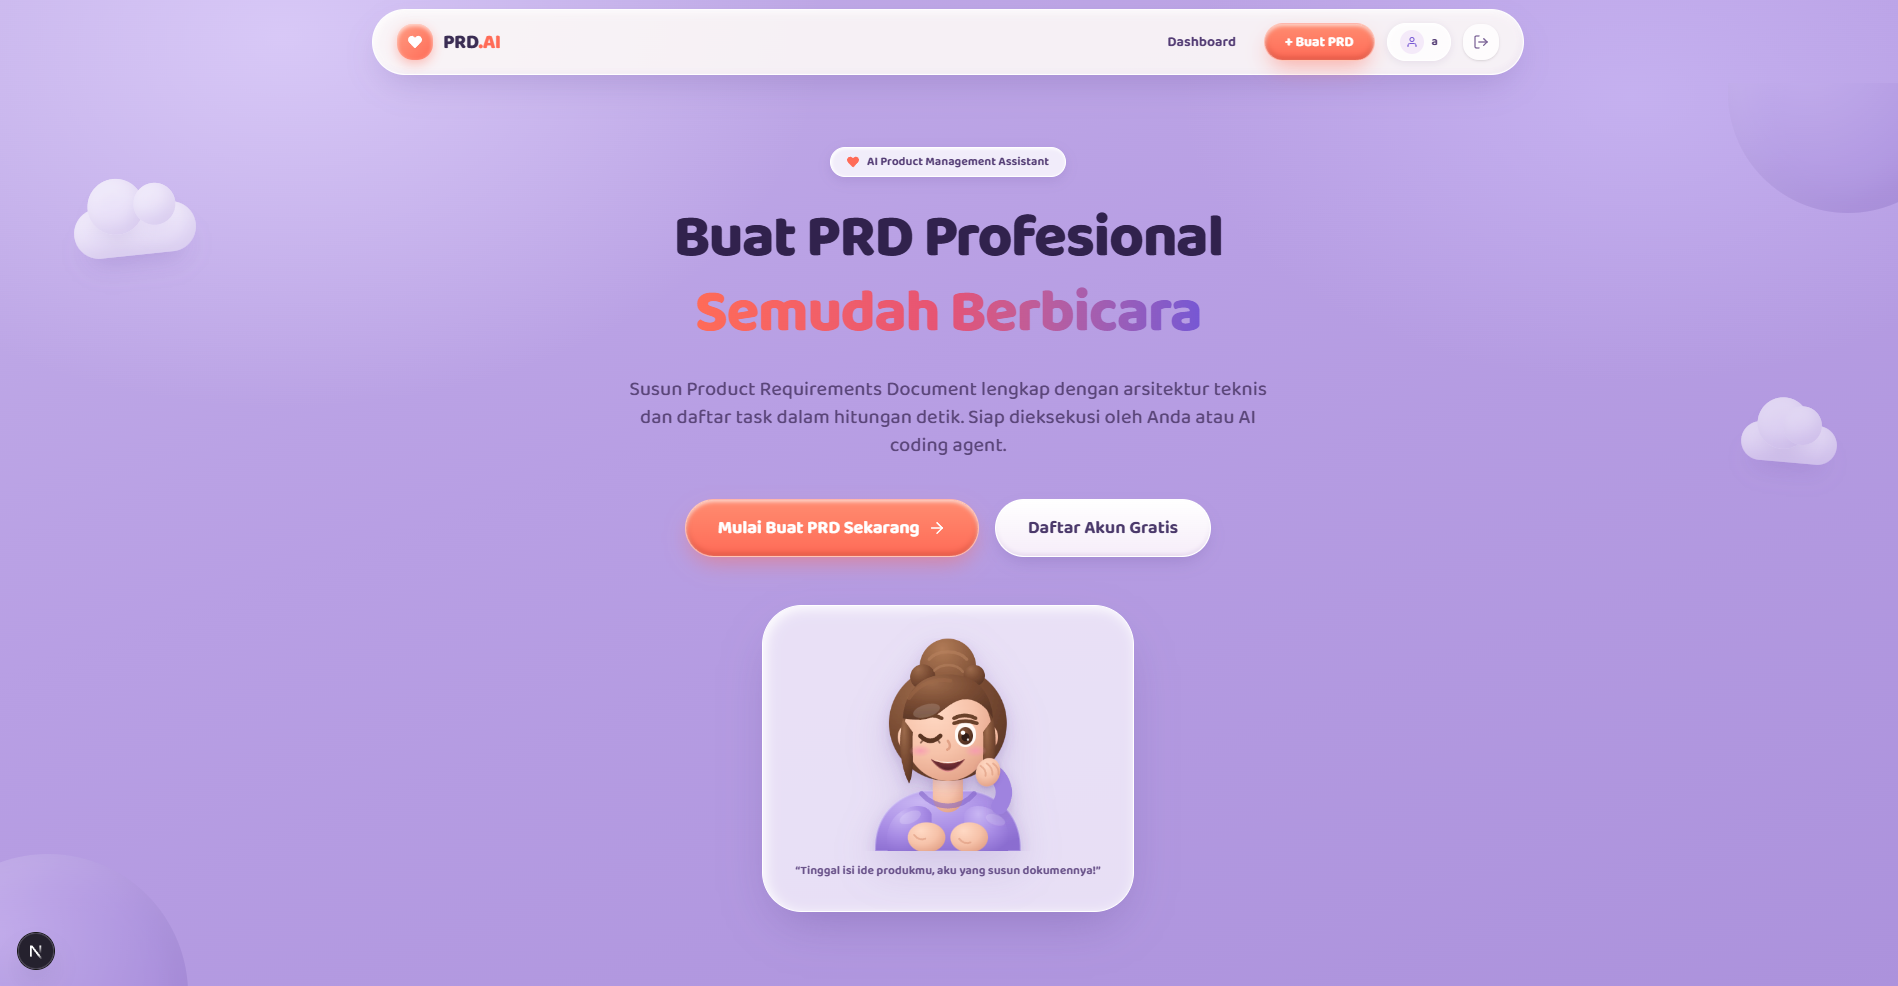 PRD.AI
Dashboard
+ Buat PRD
a
AI Product Management Assistant
Buat PRD Profesional
Semudah Berbicara
Susun Product Requirements Document lengkap dengan arsitektur teknis
dan daftar task dalam hitungan detik. Siap dieksekusi oleh Anda atau AI
coding agent.
Mulai Buat PRD Sekarang →
Daftar Akun Gratis
"Tinggal isi ide produkmu, aku yang susun dokumennya!"
N